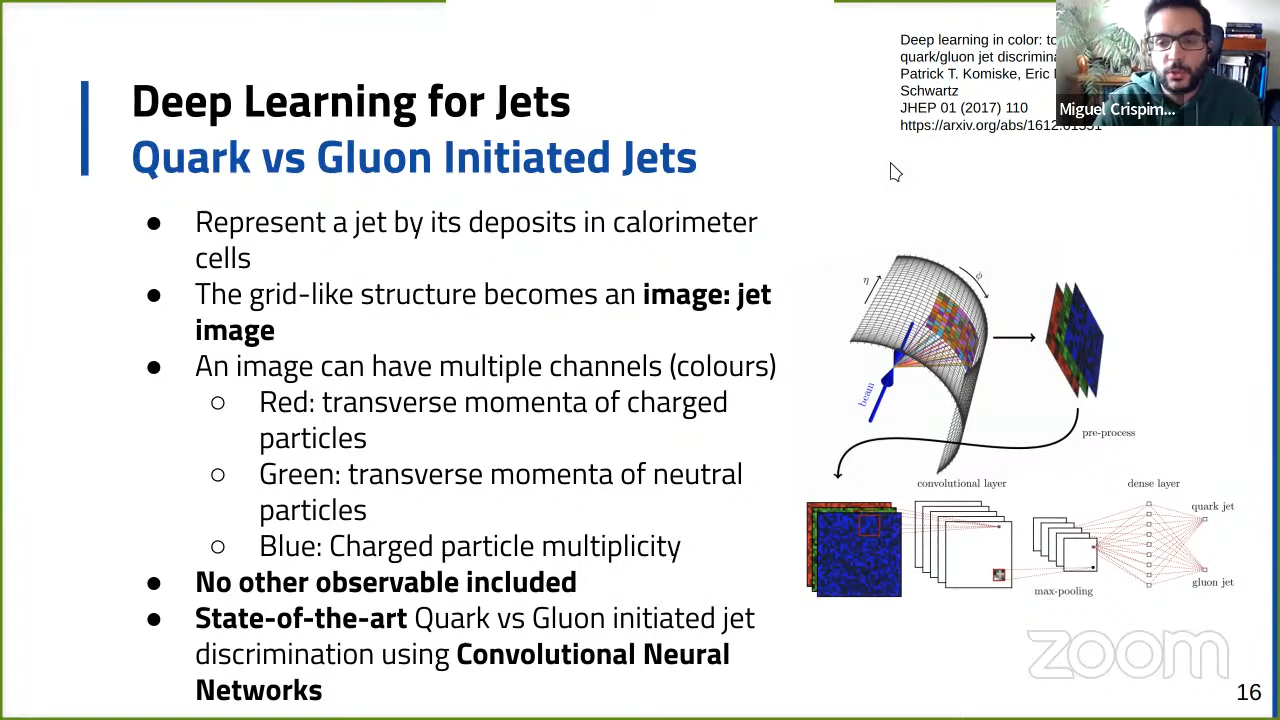 Deep learning in color: to
quark/gluon jet discrimina
Patrick T. Komiske, Eric
Schwartz
JHEP 01 (2017) 110
https://arxiv.org/abs/1612.01551
Miguel Crispim...
Deep Learning for Jets
Quark vs Gluon Initiated Jets
● Represent a jet by its deposits in calorimeter
cells
● The grid-like structure becomes an image: jet
image
● An image can have multiple channels (colours)
○ Red: transverse momenta of charged
particles
○ Green: transverse momenta of neutral
particles
○ Blue: Charged particle multiplicity
● No other observable included
● State-of-the-art Quark vs Gluon initiated jet
discrimination using Convolutional Neural
Networks
η
ϕ
beam
pre-process
convolutional layer
dense layer
quark jet
gluon jet
max-pooling
zoom
16